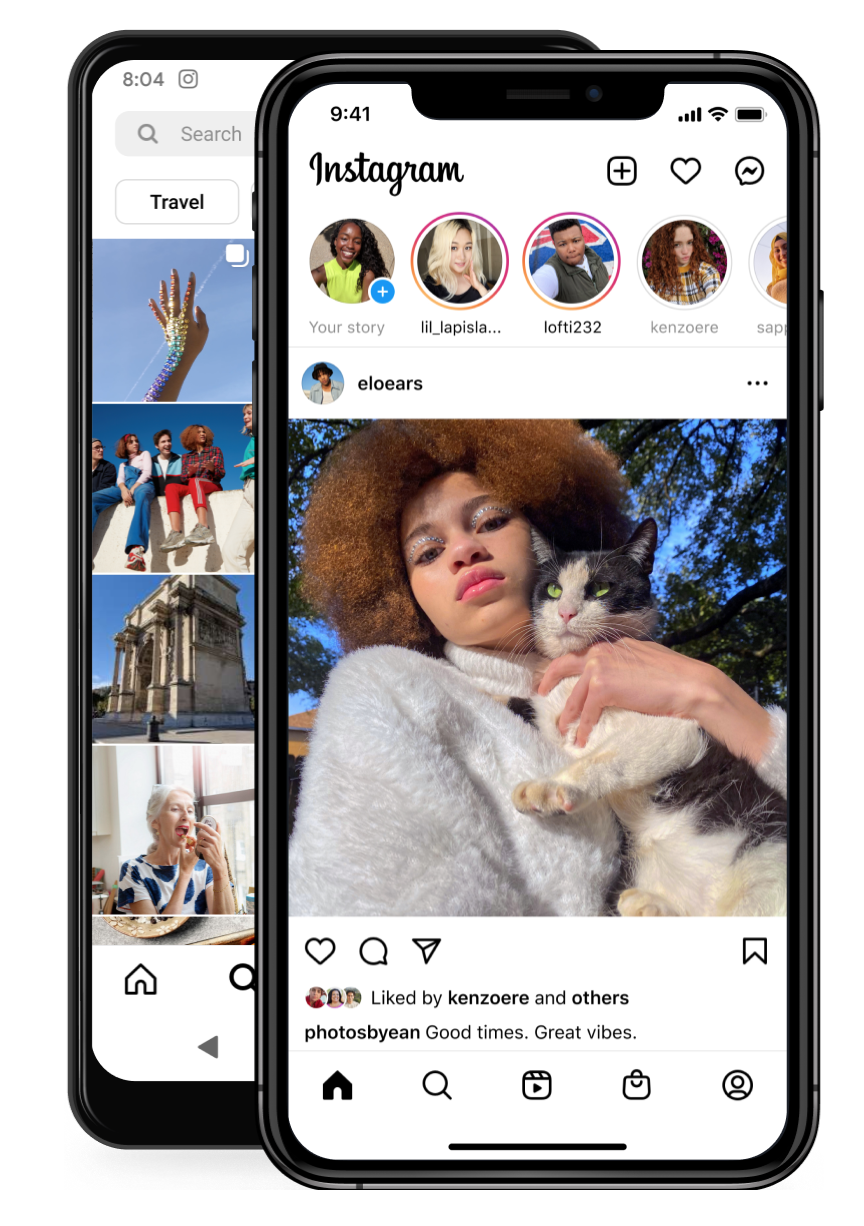 8:04
Search
Travel
9:41
Instagram
Your story
lil_lapisla...
lofti232
kenzoere
sapp
eloears
Liked by kenzoere and others
photosbyean Good times. Great vibes.